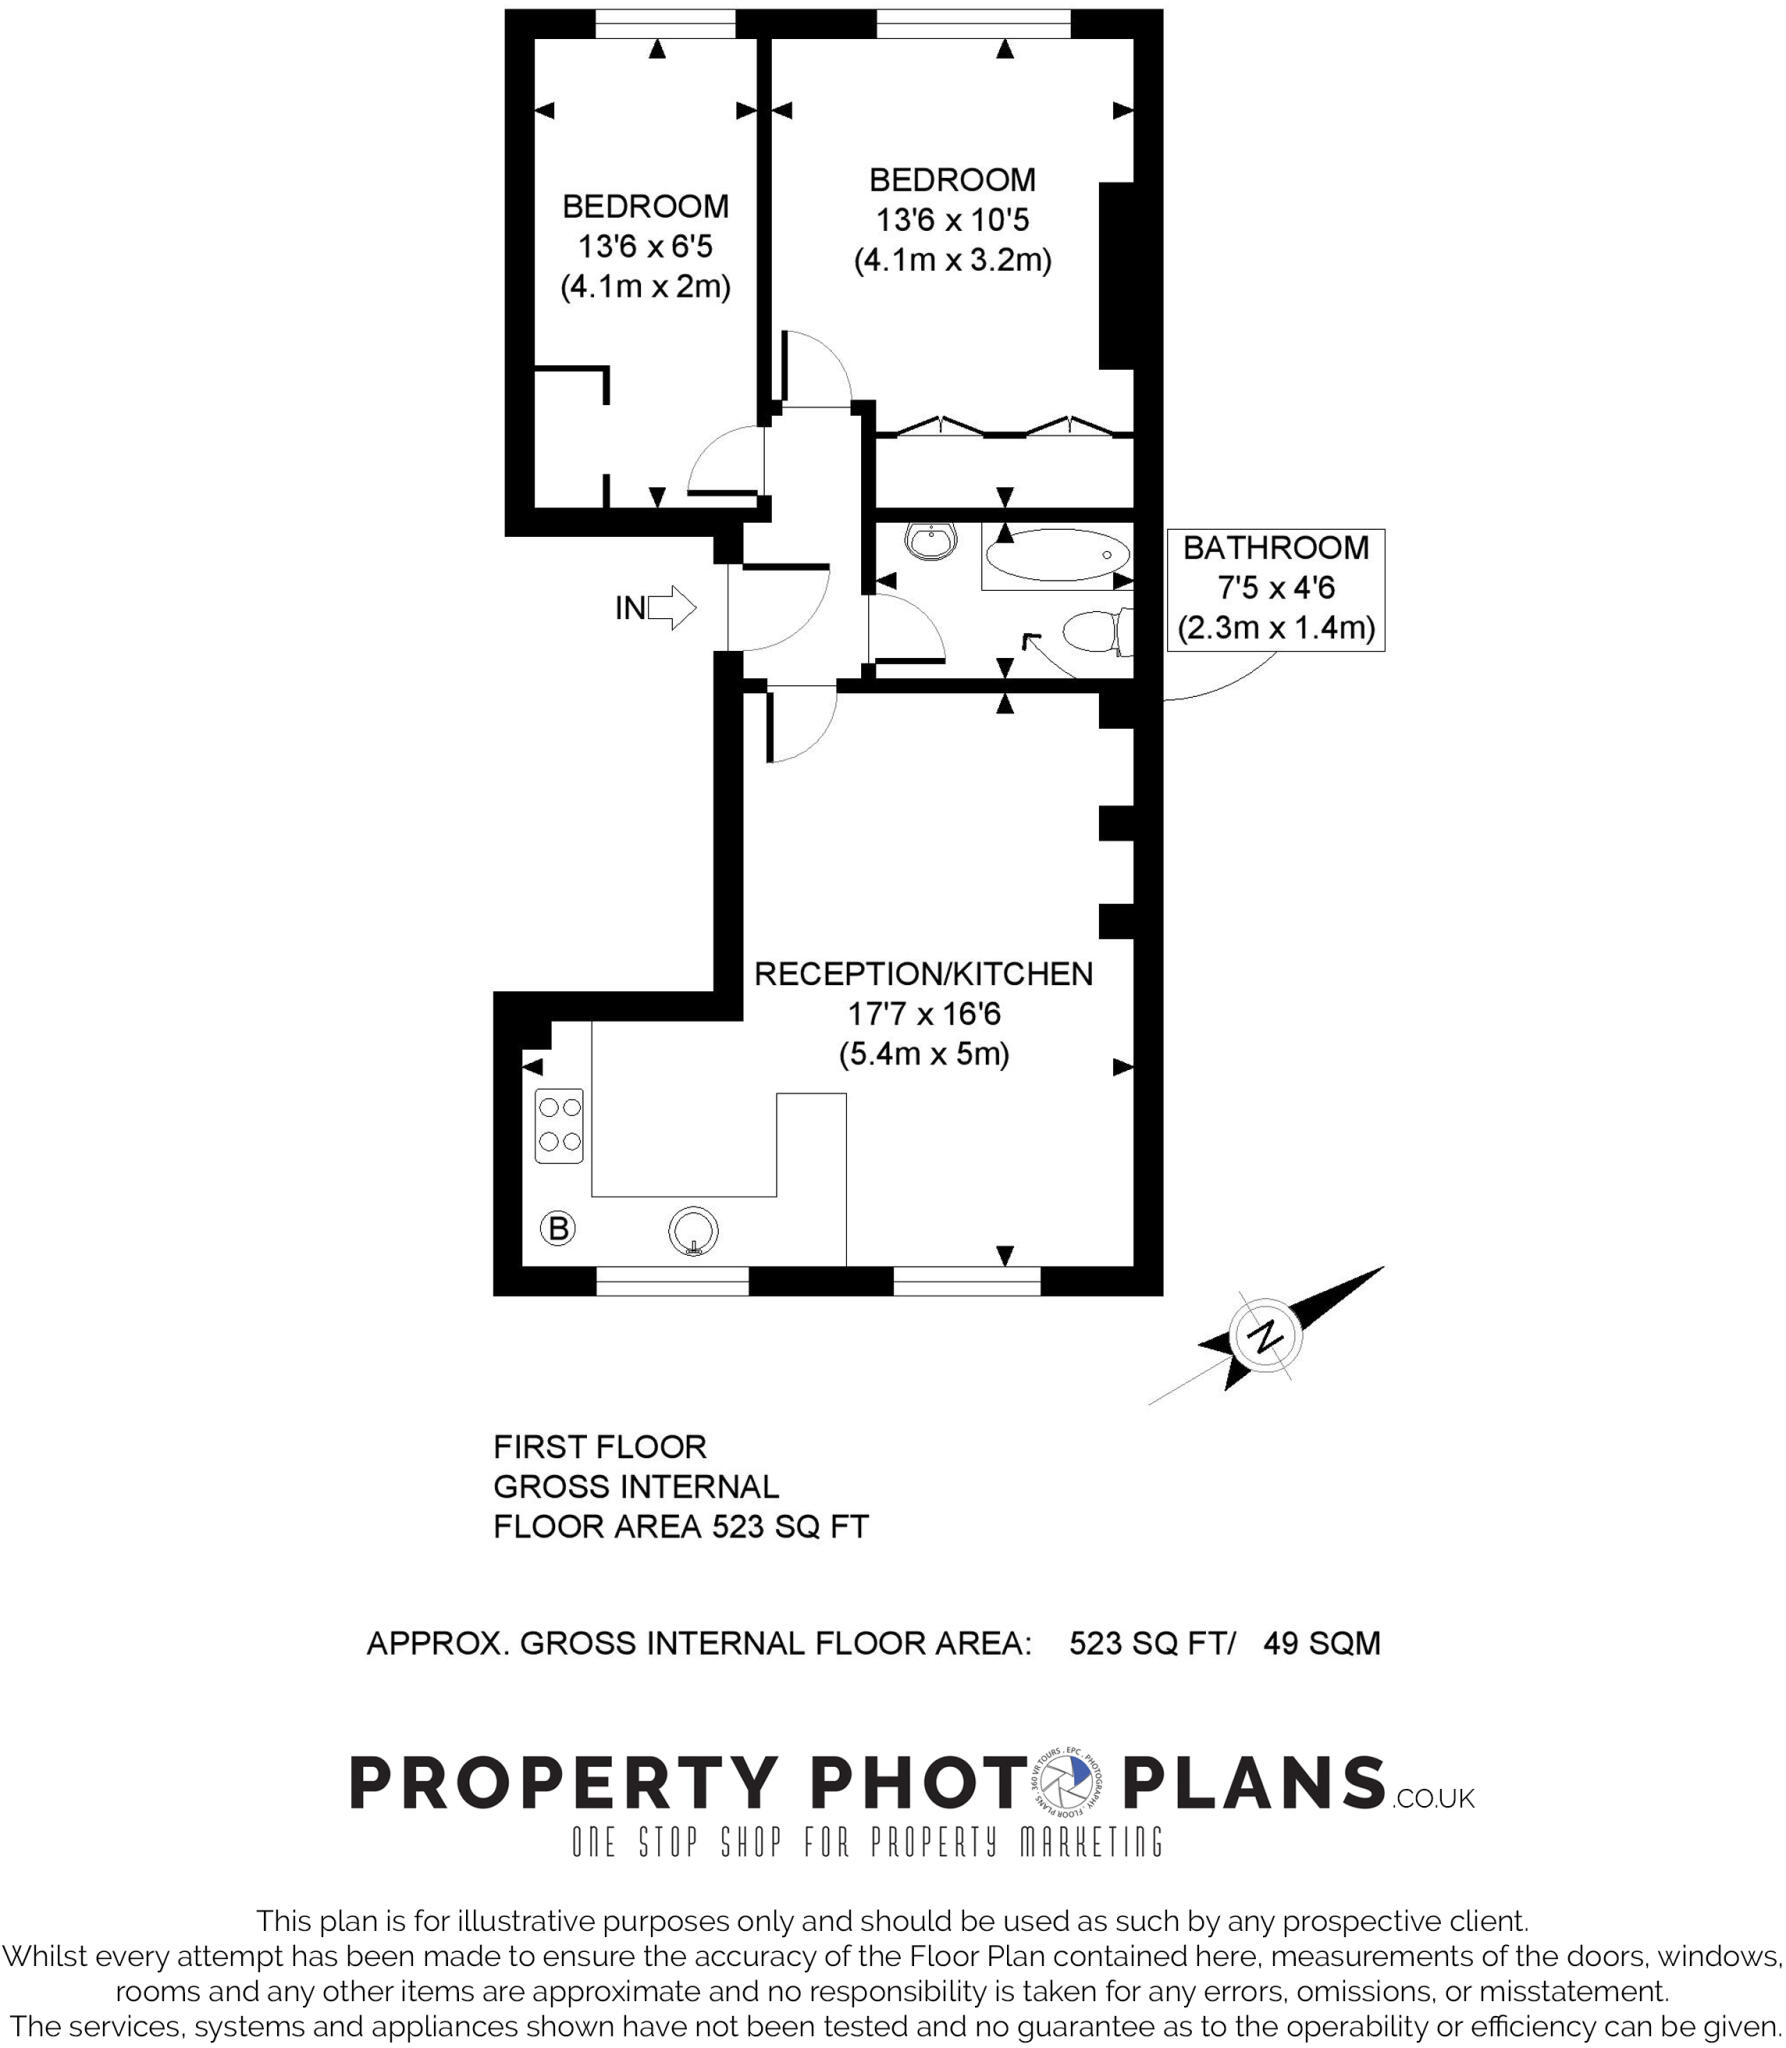 BEDROOM
13'6 x 6'5
(4.1m x 2m)
BEDROOM
13'6 x 10'5
(4.1m x 3.2m)
BATHROOM
7'5 x 4'6
(2.3m x 1.4m)
IN
RECEPTION/KITCHEN
17'7 x 16'6
(5.4m x 5m)
B
N
FIRST FLOOR
GROSS INTERNAL
FLOOR AREA 523 SQ FT
APPROX. GROSS INTERNAL FLOOR AREA: 523 SQ FT/ 49 SQM
PROPERTY PHOTO PLANS.CO.UK
360 VR TOURS . EPC . PHOTOGRAPHY . FLOOR PLANS .
ONE STOP SHOP FOR PROPERTY MARKETING
This plan is for illustrative purposes only and should be used as such by any prospective client.
Whilst every attempt has been made to ensure the accuracy of the Floor Plan contained here, measurements of the doors, windows,
rooms and any other items are approximate and no responsibility is taken for any errors, omissions, or misstatement.
The services, systems and appliances shown have not been tested and no guarantee as to the operability or efficiency can be given.